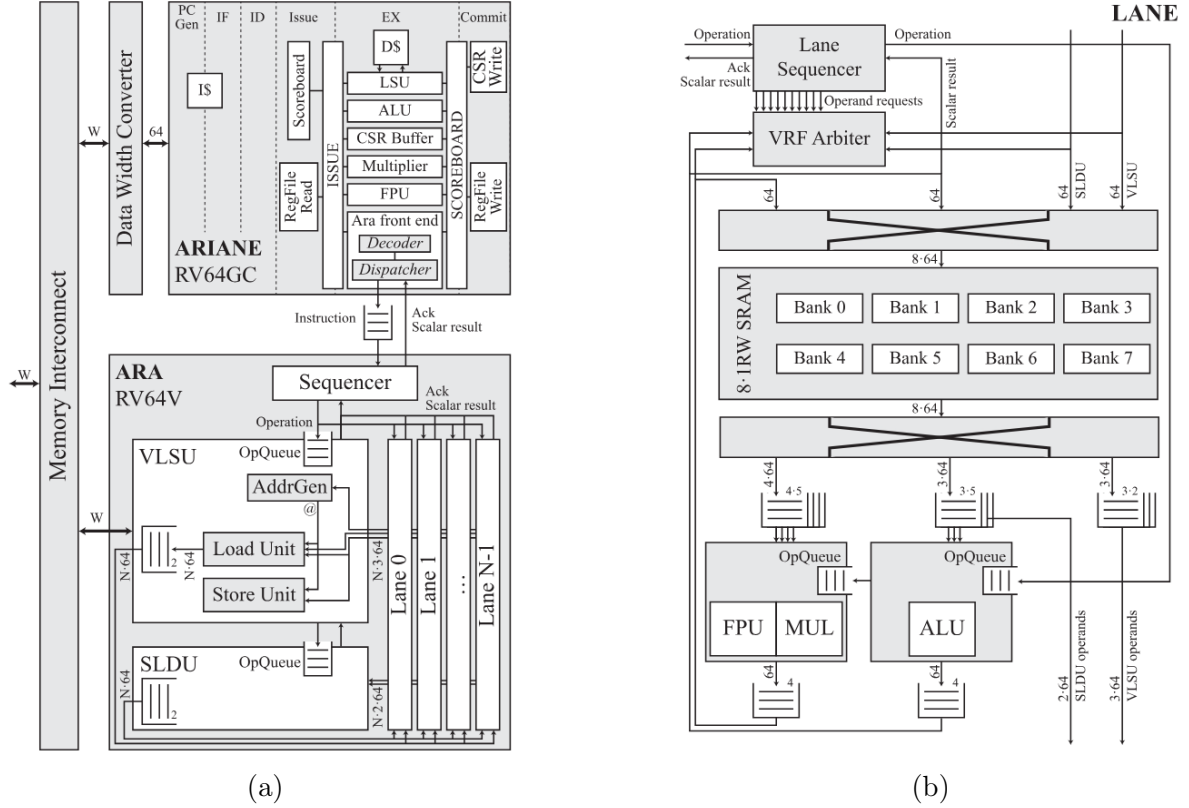 PC
Gen
IF
ID
Issue
EX
Commit
I$
D$
Scoreboard
RegFile
Read
ISSUE
LSU
ALU
CSR Buffer
Multiplier
FPU
Ara front end
Decoder
Dispatcher
SCOREBOARD
CSR
Write
RegFile
Write
ARIANE
RV64GC
W
64
Data Width Converter
Memory Interconnect
W
W
Instruction
Ack
Scalar result
ARA
RV64V
Sequencer
Operation
Ack
Scalar result
VLSU
OpQueue
AddrGen
@
Load Unit
Store Unit
2
N·64
N·64
N·3·64
Lane 0
Lane 1
...
Lane N-1
SLDU
OpQueue
2
N·64
N·2·64
(a)
LANE
Operation
Lane
Sequencer
Operation
Ack
Scalar result
Operand requests
Scalar result
VRF Arbiter
64
64
64
SLDU
64
VLSU
8·64
8·1RW SRAM
Bank 0
Bank 1
Bank 2
Bank 3
Bank 4
Bank 5
Bank 6
Bank 7
8·64
4·64
3·64
3·64
4·5
3·5
3·2
OpQueue
OpQueue
FPU
MUL
ALU
64
64
4
4
2·64
SLDU operands
3·64
VLSU operands
(b)